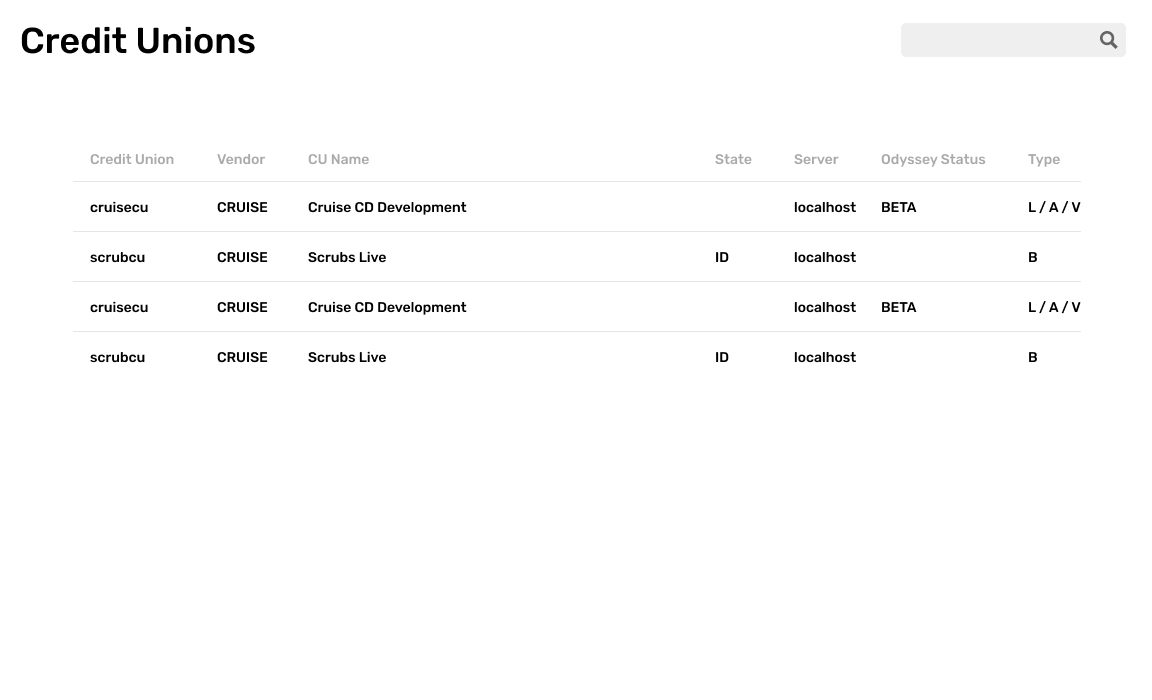 Credit Unions
Credit Union Vendor CU Name State Server Odyssey Status Type
cruisecu CRUISE Cruise CD Development localhost BETA L / A / V
scrubcu CRUISE Scrubs Live ID localhost B
cruisecu CRUISE Cruise CD Development localhost BETA L / A / V
scrubcu CRUISE Scrubs Live ID localhost B